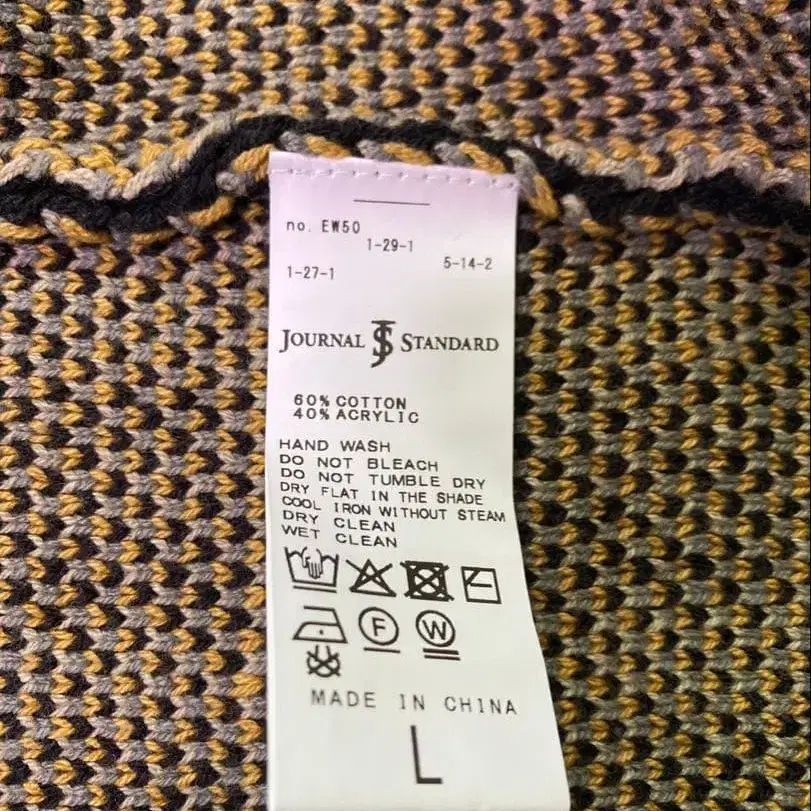 no. EW50
1-29-1
1-27-1 5-14-2
JOURNAL JS STANDARD
60% COTTON
40% ACRYLIC
HAND WASH
DO NOT BLEACH
DO NOT TUMBLE DRY
DRY FLAT IN THE SHADE
COOL IRON WITHOUT STEAM
DRY CLEAN
WET CLEAN
F W
MADE IN CHINA
L